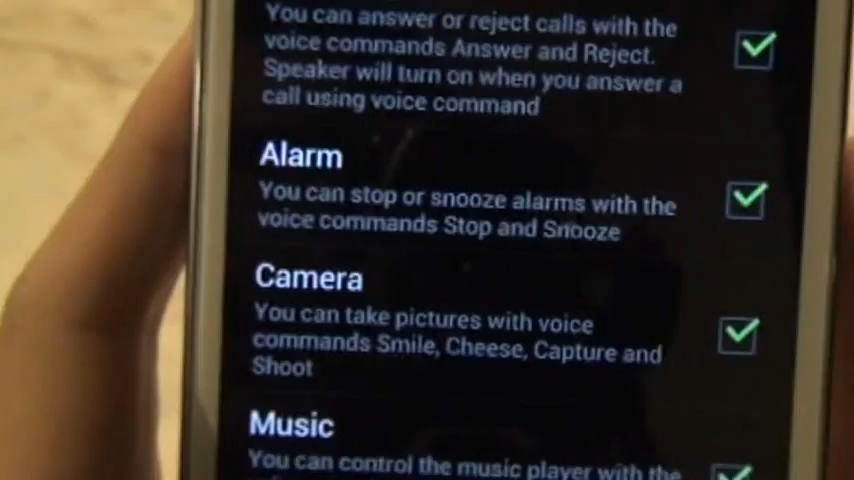 You can answer or reject calls with the
voice commands Answer and Reject.
Speaker will turn on when you answer a
call using voice command
Alarm
You can stop or snooze alarms with the
voice commands Stop and Snooze
Camera
You can take pictures with voice
commands Smile, Cheese, Capture and
Shoot
Music
You can control the music player with the